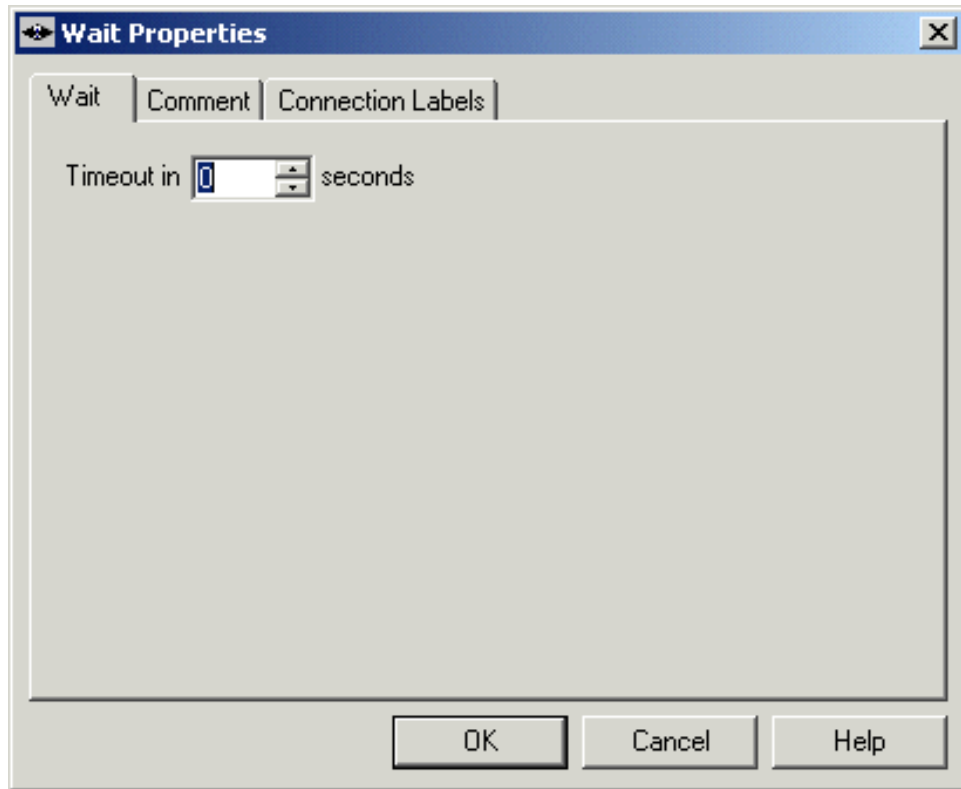 Wait Properties
Wait Comment Connection Labels
Timeout in 0 seconds
OK Cancel Help